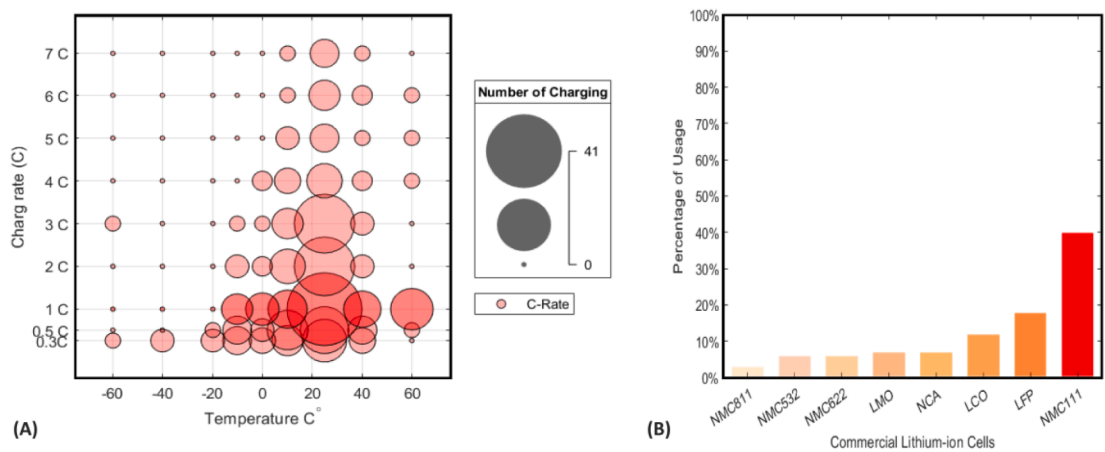 7 C
6 C
5 C
4 C
3 C
2 C
1 C
0.5 C
0.3C
Charg rate (C)
-60 -40 -20 0 20 40 60
Temperature C°
(A)
Number of Charging
41
0
C-Rate
100%
90%
80%
70%
60%
50%
40%
30%
20%
10%
0%
Percentage of Usage
NMC811 NMC532 NMC622 LMO NCA LCO LFP NMC111
Commercial Lithium-ion Cells
(B)